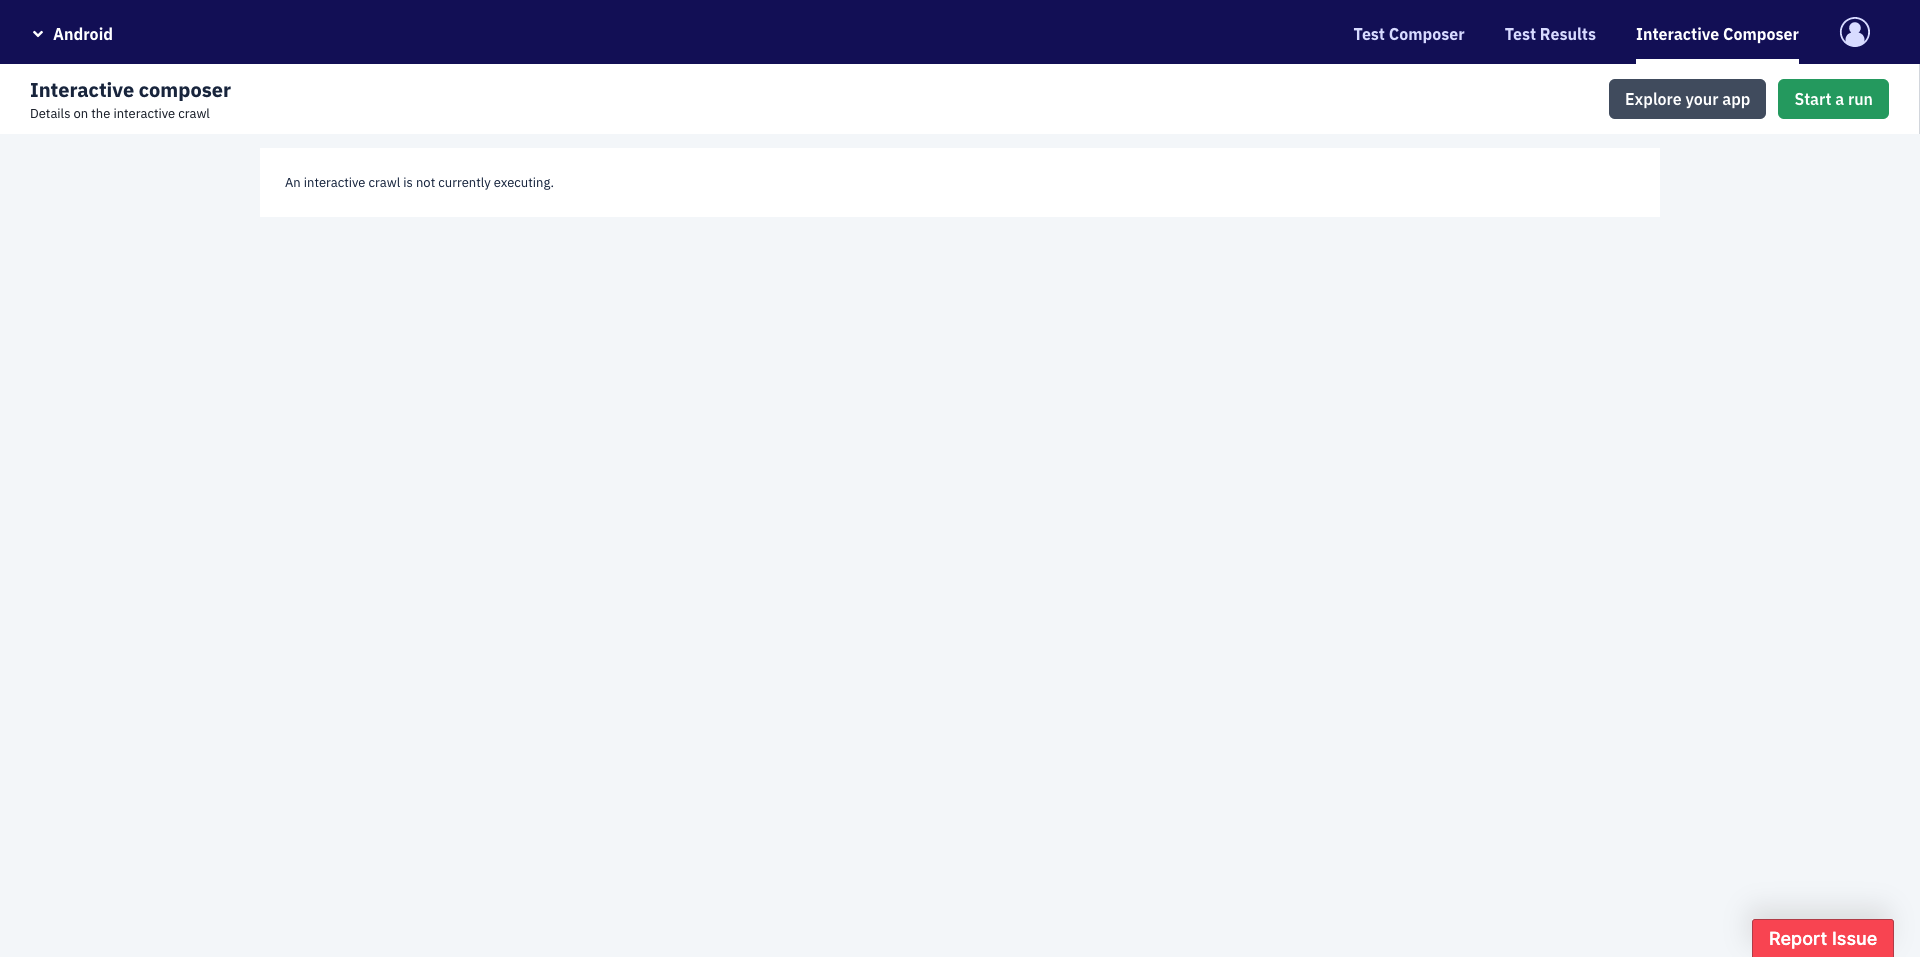 Android
Test Composer
Test Results
Interactive Composer
Interactive composer
Details on the interactive crawl
Explore your app
Start a run
An interactive crawl is not currently executing.
Report Issue